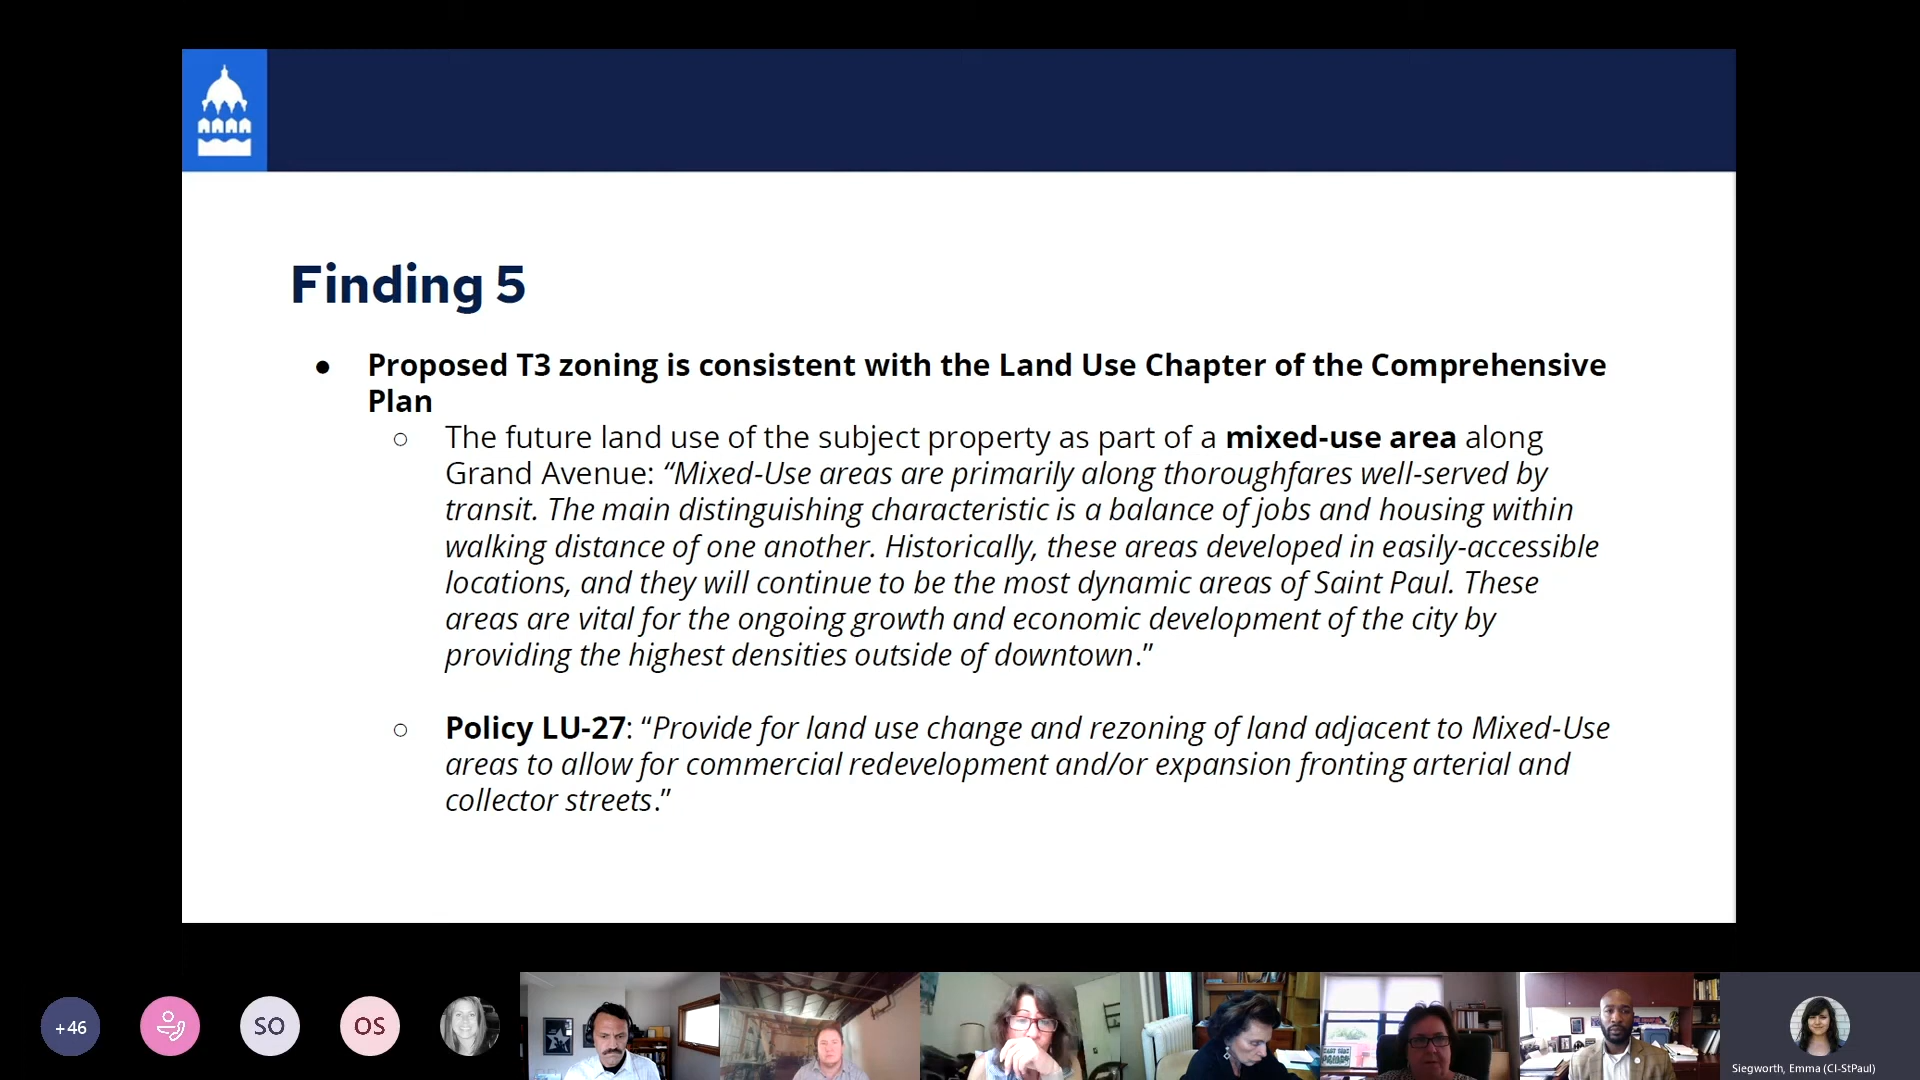 Finding 5
● Proposed T3 zoning is consistent with the Land Use Chapter of the Comprehensive
Plan
○ The future land use of the subject property as part of a mixed-use area along
Grand Avenue: “Mixed-Use areas are primarily along thoroughfares well-served by
transit. The main distinguishing characteristic is a balance of jobs and housing within
walking distance of one another. Historically, these areas developed in easily-accessible
locations, and they will continue to be the most dynamic areas of Saint Paul. These
areas are vital for the ongoing growth and economic development of the city by
providing the highest densities outside of downtown.”
○ Policy LU-27: “Provide for land use change and rezoning of land adjacent to Mixed-Use
areas to allow for commercial redevelopment and/or expansion fronting arterial and
collector streets.”
+46
SO
OS
Siegworth, Emma (CI-StPaul)